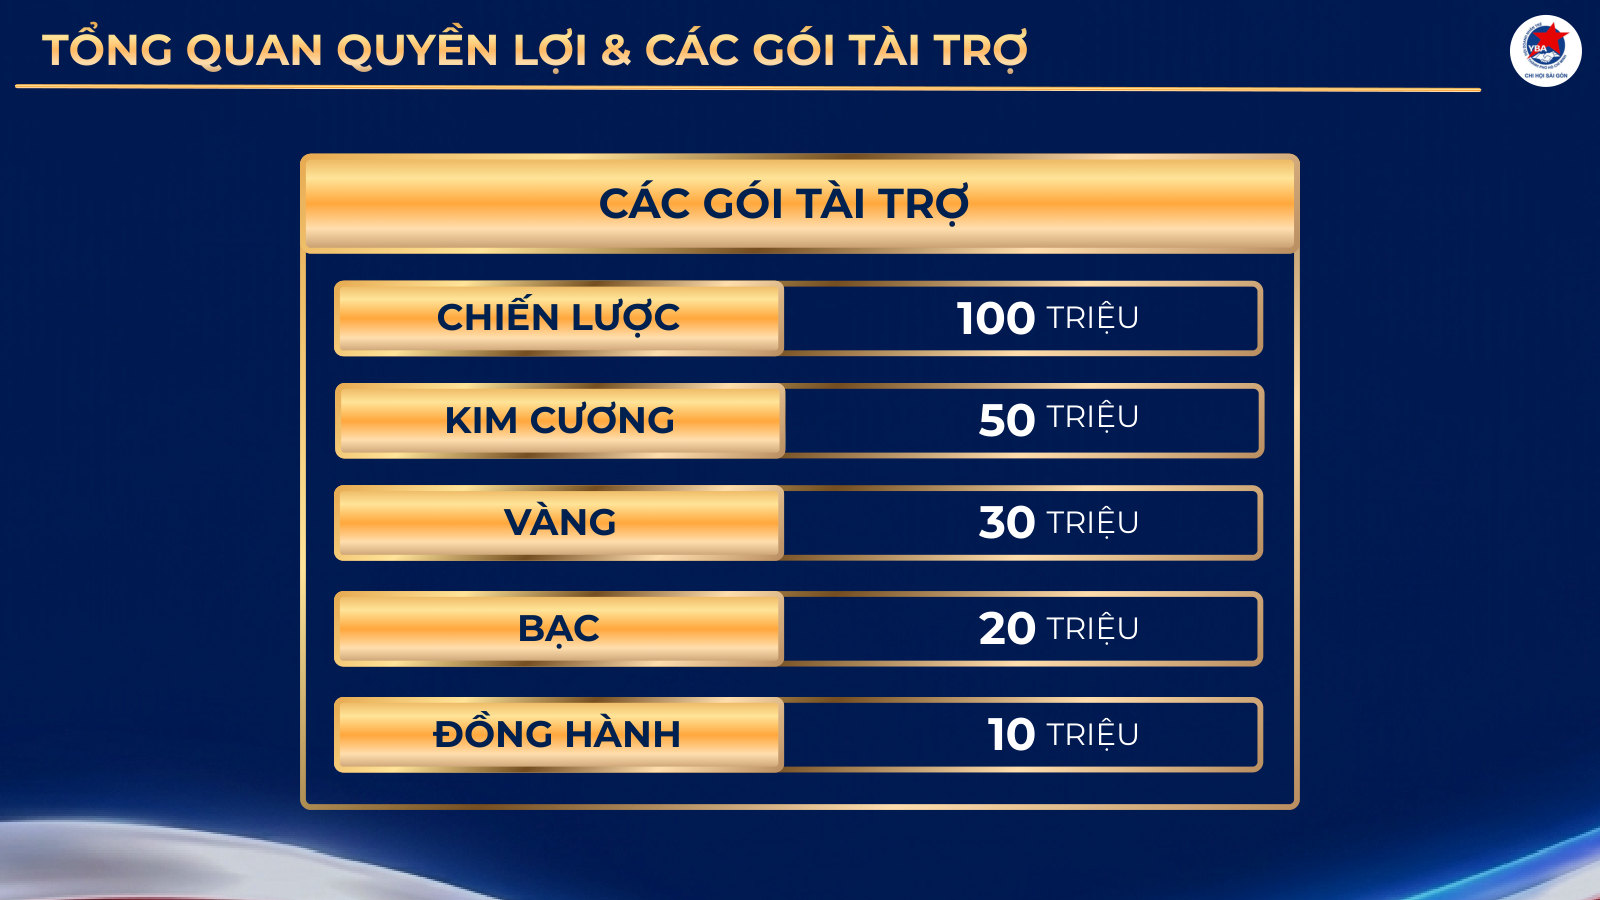 TỔNG QUAN QUYỀN LỢI & CÁC GÓI TÀI TRỢ
YBA
CHI HỘI SÀI GÒN
CÁC GÓI TÀI TRỢ
CHIẾN LƯỢC 100 TRIỆU
KIM CƯƠNG 50 TRIỆU
VÀNG 30 TRIỆU
BẠC 20 TRIỆU
ĐỒNG HÀNH 10 TRIỆU